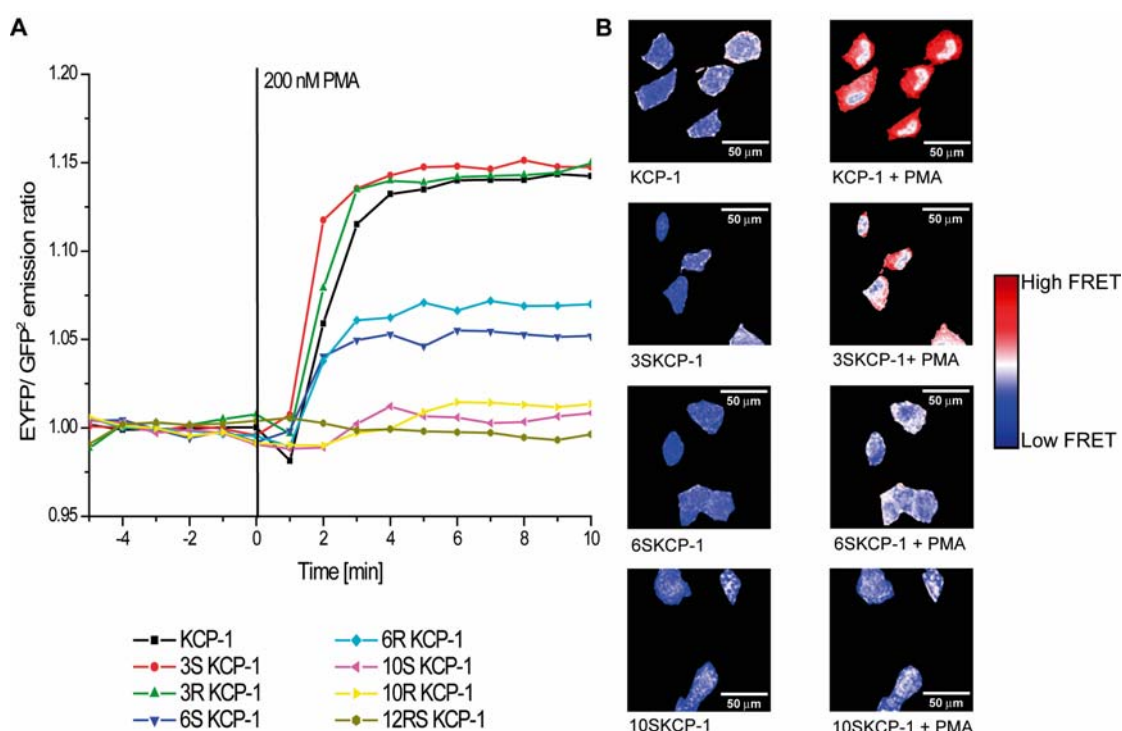 A
1.20
1.15
1.10
1.05
1.00
0.95
EYFP/ GFP² emission ratio
200 nM PMA
-4
-2
0
2
4
6
8
10
Time [min]
KCP-1
3S KCP-1
3R KCP-1
6S KCP-1
6R KCP-1
10S KCP-1
10R KCP-1
12RS KCP-1
B
50 μm
50 μm
KCP-1
KCP-1 + PMA
50 μm
50 μm
3SKCP-1
3SKCP-1+ PMA
50 μm
50 μm
6SKCP-1
6SKCP-1 + PMA
50 μm
50 μm
10SKCP-1
10SKCP-1 + PMA
High FRET
Low FRET